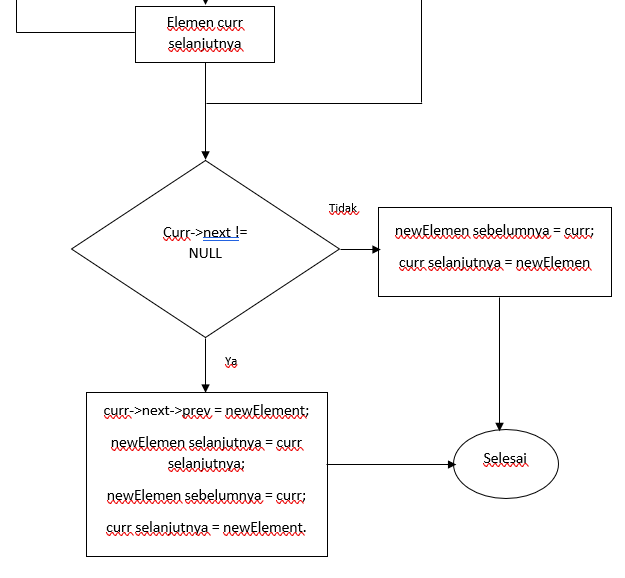 Elemen curr
selanjutnya
Curr->next !=
NULL
Tidak
newElemen sebelumnya = curr;
curr selanjutnya = newElemen
Ya
curr->next->prev = newElement;
newElemen selanjutnya = curr
selanjutnya;
newElemen sebelumnya = curr;
curr selanjutnya = newElement.
Selesai